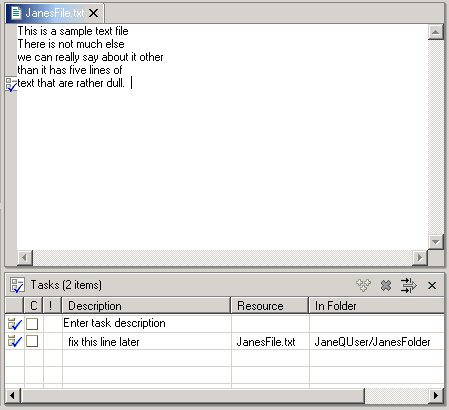 JanesFile.txt
This is a sample text file
There is not much else
we can really say about it other
than it has five lines of
text that are rather dull.
Tasks (2 items)
C ! Description Resource In Folder
Enter task description
fix this line later JanesFile.txt JaneQUser/JanesFolder